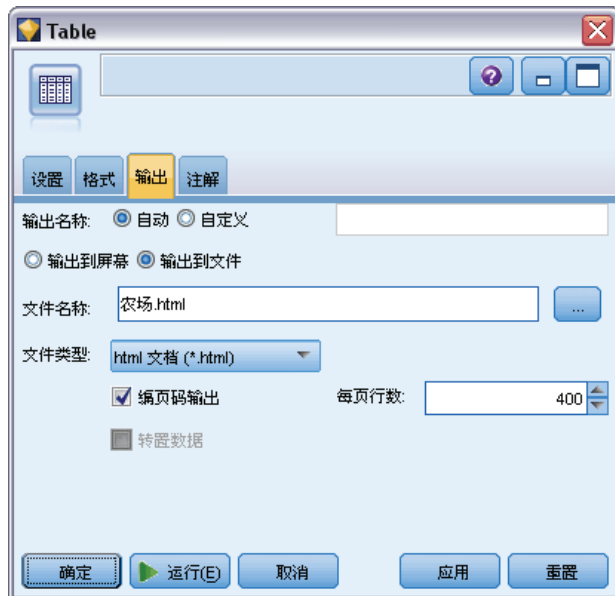 Table
设置 格式 输出 注解
输出名称: 自动 自定义
输出到屏幕 输出到文件
文件名称: 农场.html ...
文件类型: html 文档 (*.html)
编页码输出 每页行数: 400
转置数据
确定 运行(E) 取消 应用 重置